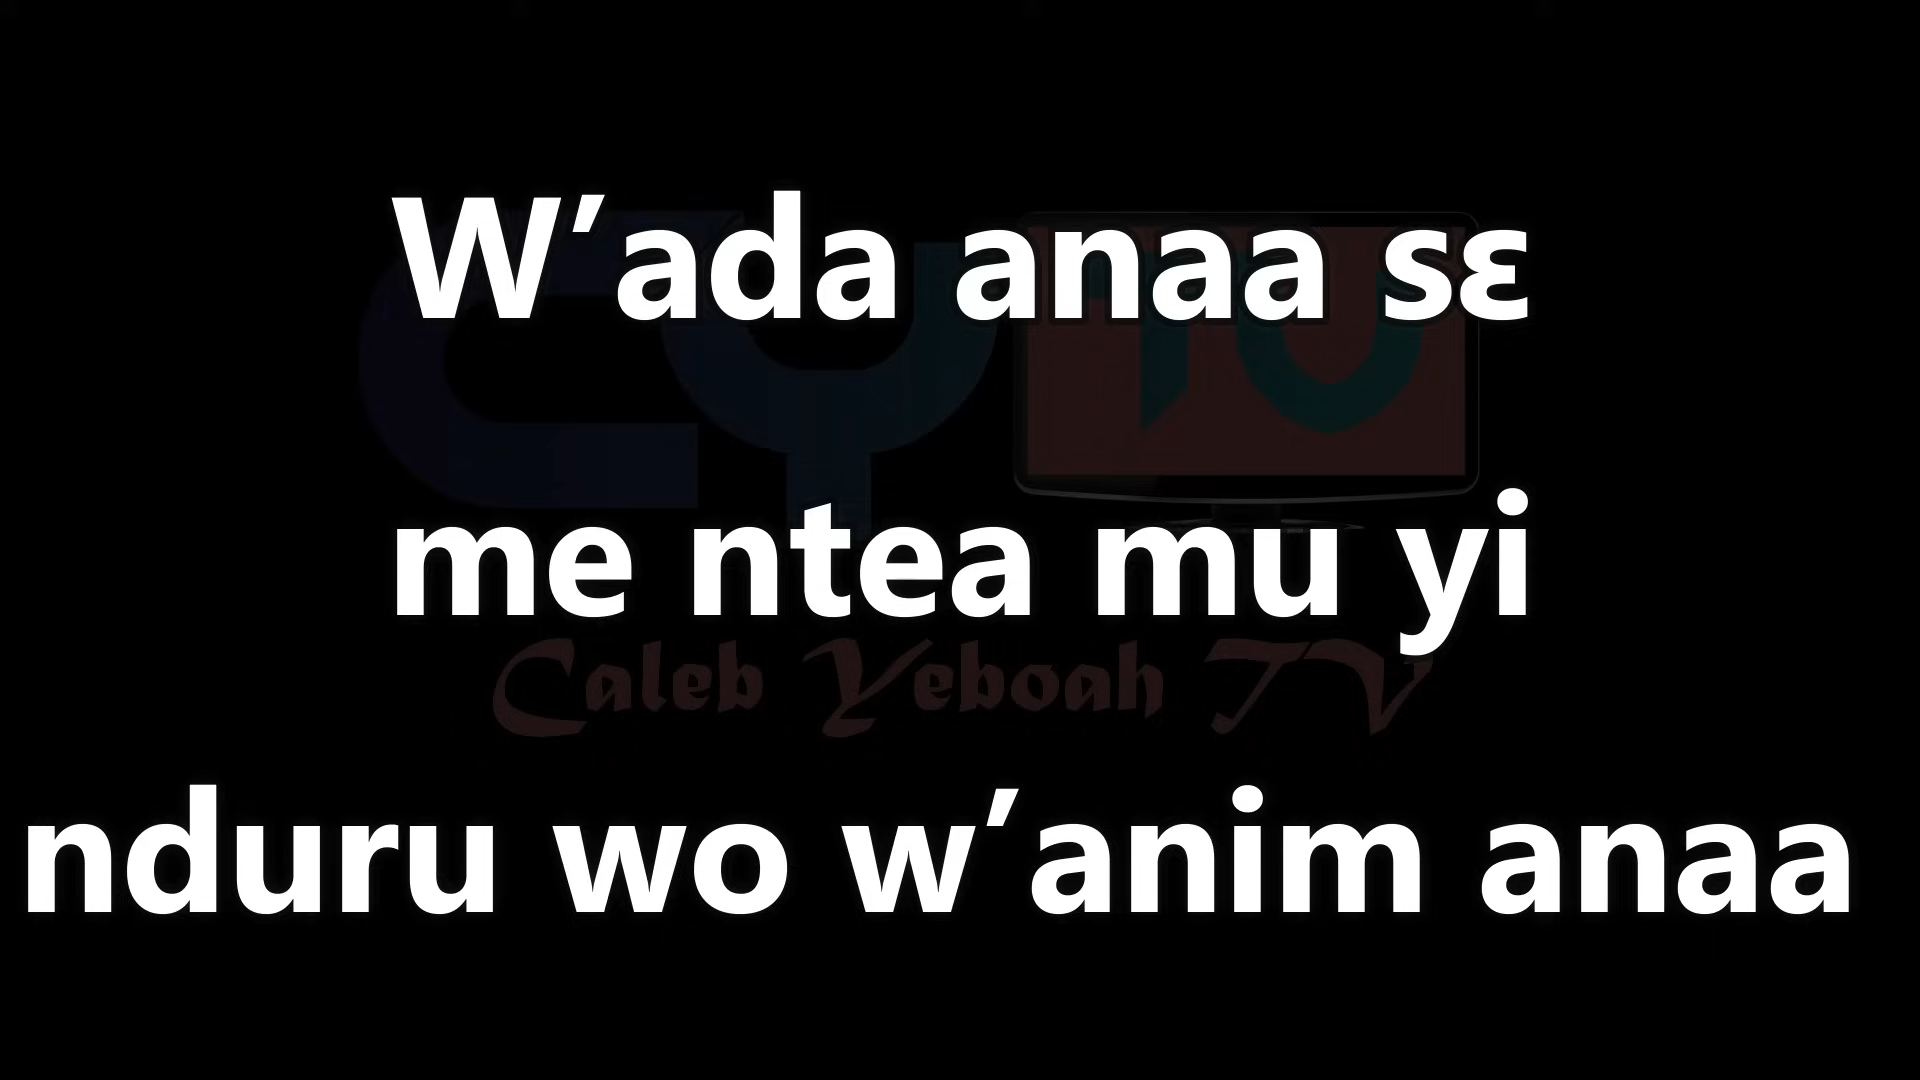 W’ada anaa sɛ
me ntea mu yi
Caleb Yeboah TV
nduru wo w’anim anaa